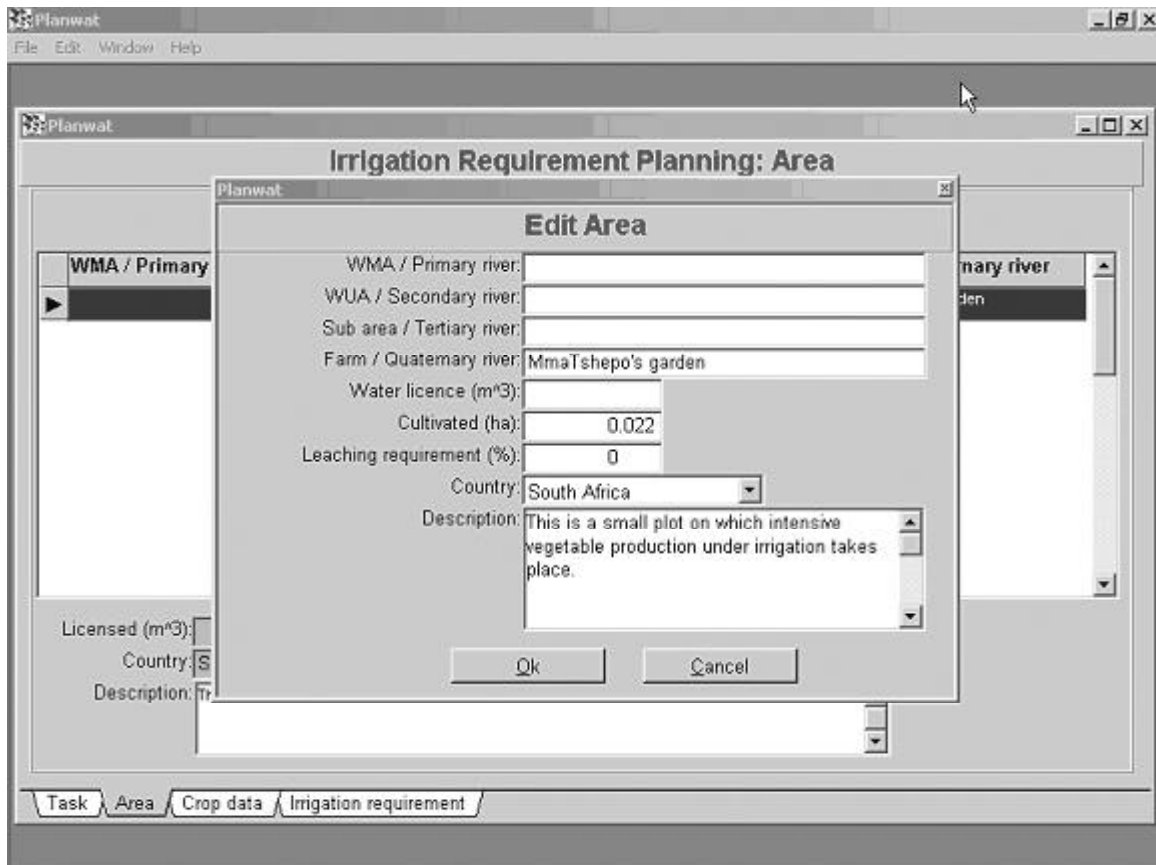 Planwat
File Edit Window Help
Planwat
Irrigation Requirement Planning: Area
Planwat
Edit Area
WMA / Primary
nary river
den
WMA / Primary river:
WUA / Secondary river:
Sub area / Tertiary river:
Farm / Quaternary river: MmaTshepo's garden
Water licence (m^3):
Cultivated (ha): 0.022
Leaching requirement (%): 0
Country: South Africa
Description: This is a small plot on which intensive
vegetable production under irrigation takes
place.
Licensed (m^3):
Country: S
Description: Th
Ok Cancel
Task Area Crop data Irrigation requirement